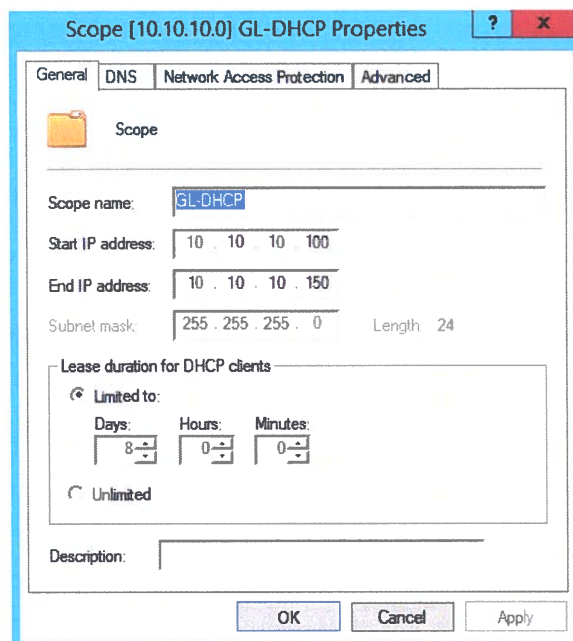 Scope [10.10.10.0] GL-DHCP Properties ? x
General DNS Network Access Protection Advanced
Scope
Scope name: GL-DHCP
Start IP address: 10 . 10 . 10 . 100
End IP address: 10 . 10 . 10 . 150
Subnet mask: 255 . 255 . 255 . 0 Length: 24
Lease duration for DHCP clients
Limited to:
Days: Hours: Minutes:
8 0 0
Unlimited
Description:
OK Cancel Apply